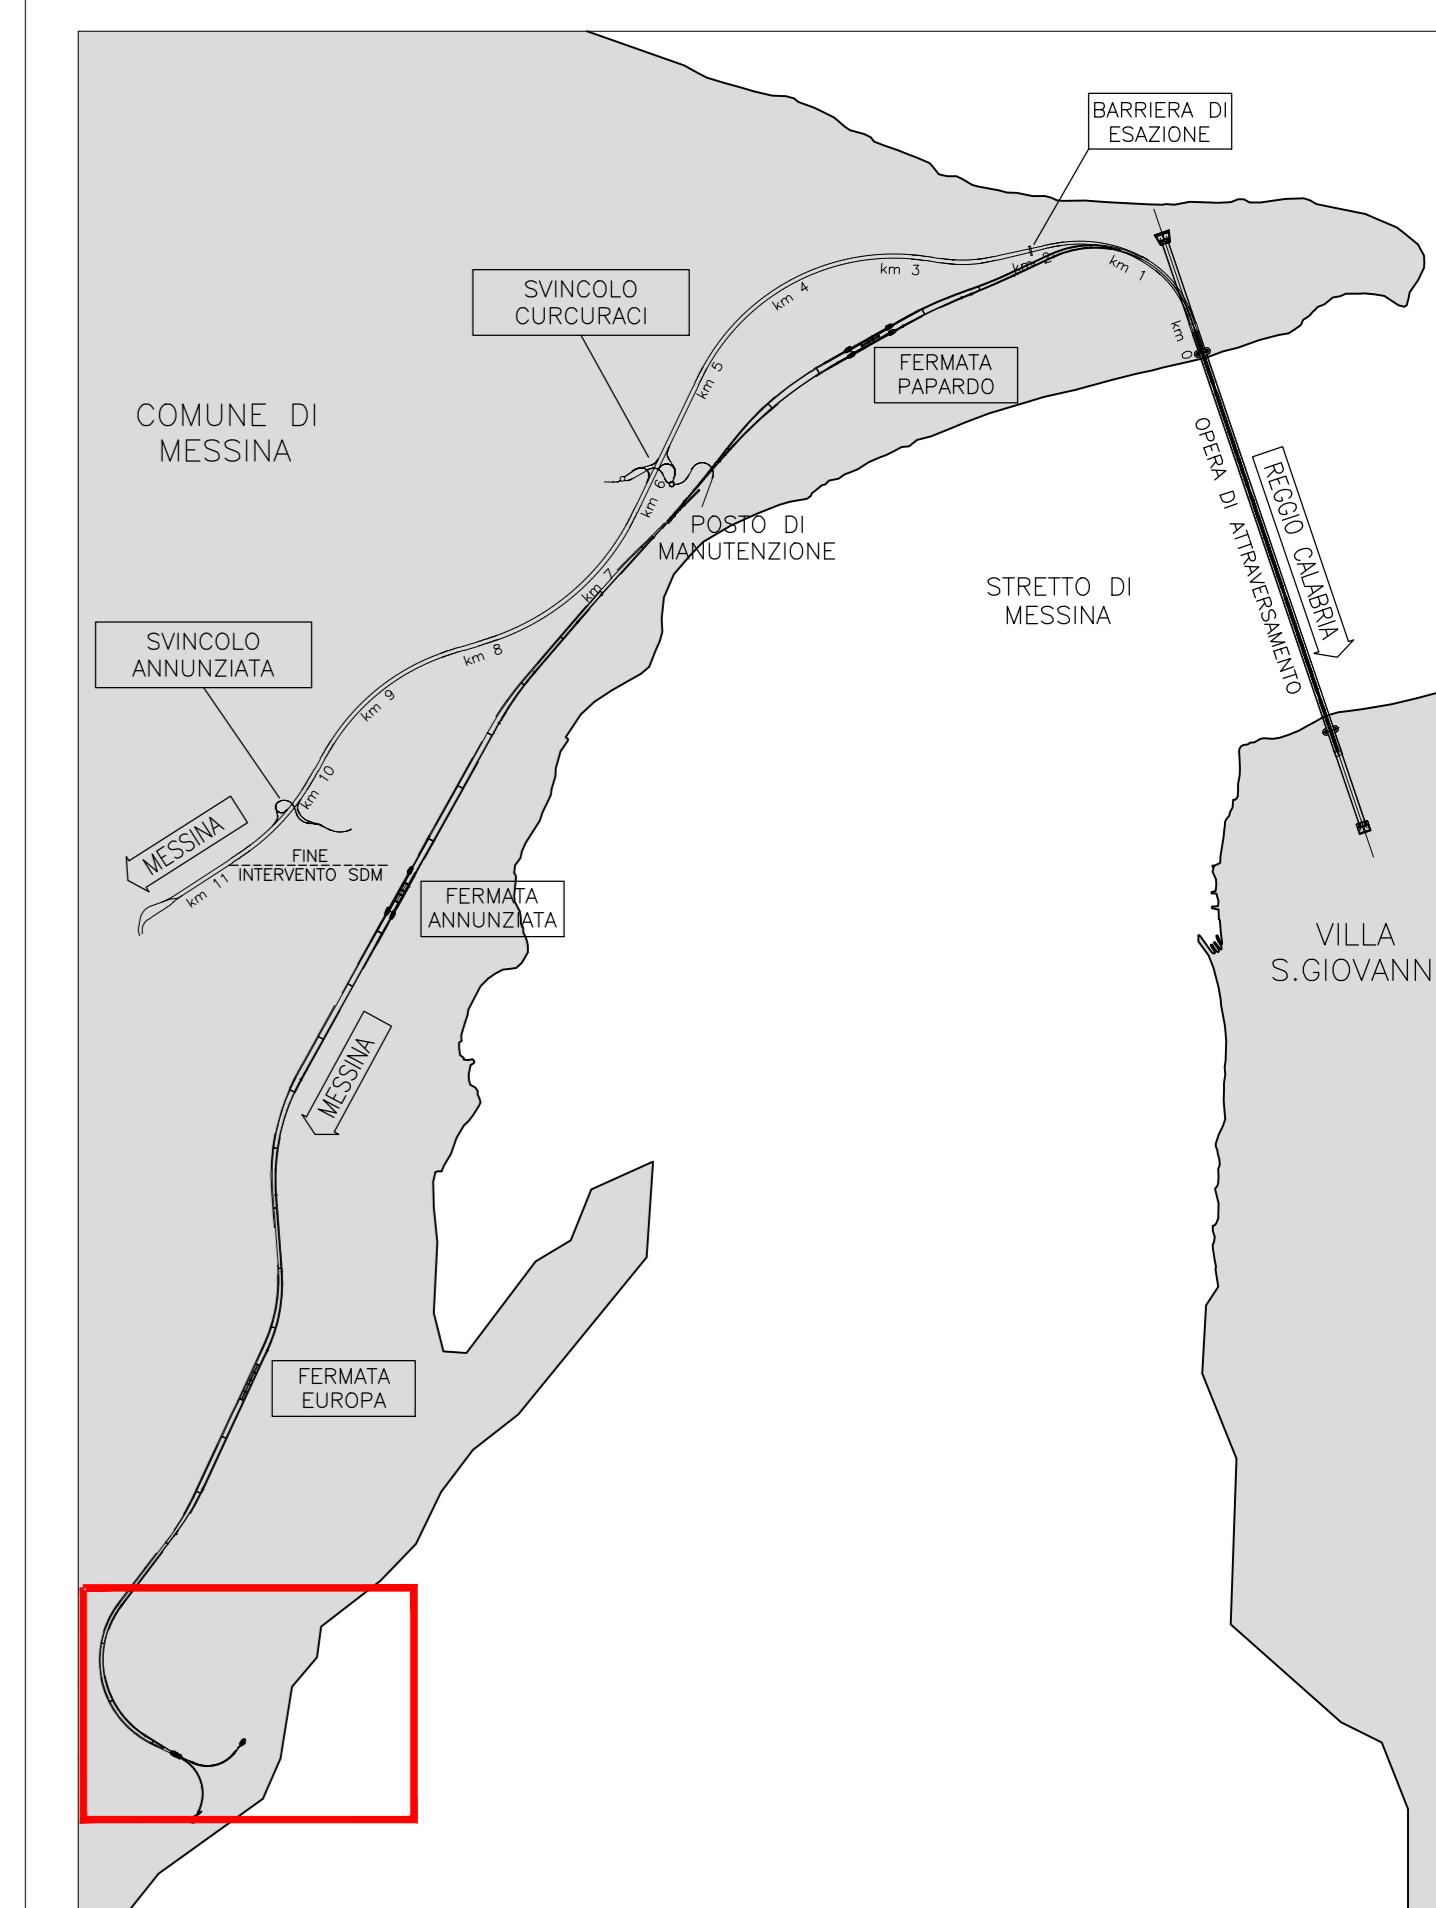 BARRIERA DI
ESAZIONE
km 3
km 2
km 1
km 4
km 0
SVINCOLO
CURCURACI
FERMATA
PAPARDO
km 5
COMUNE DI
MESSINA
km 6
POSTO DI
MANUTENZIONE
OPERA DI ATTRAVERSAMENTO
REGGIO CALABRIA
STRETTO DI
MESSINA
km 7
SVINCOLO
ANNUNZIATA
km 8
km 9
km 10
MESSINA
FINE
INTERVENTO SDM
km 11
FERMATA
ANNUNZIATA
VILLA
S.GIOVANN
MESSINA
FERMATA
EUROPA